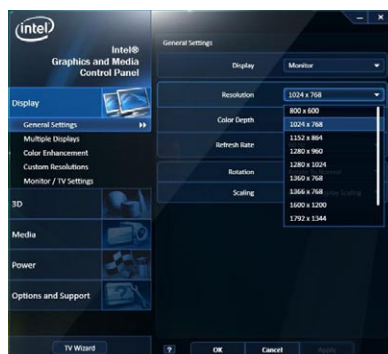 intel
Intel®
Graphics and Media
Control Panel
Display
General Settings
Multiple Displays
Color Enhancement
Custom Resolutions
Monitor / TV Settings
3D
Media
Power
Options and Support
TV Wizard
General Settings
Display
Monitor
Resolution
1024 x 768
800 x 600
1024 x 768
1152 x 864
1280 x 960
1280 x 1024
1360 x 768
1366 x 768
1600 x 1200
1792 x 1344
Color Depth
Refresh Rate
Rotation
Scaling
Display Scaling
?
OK
Cancel
Apply